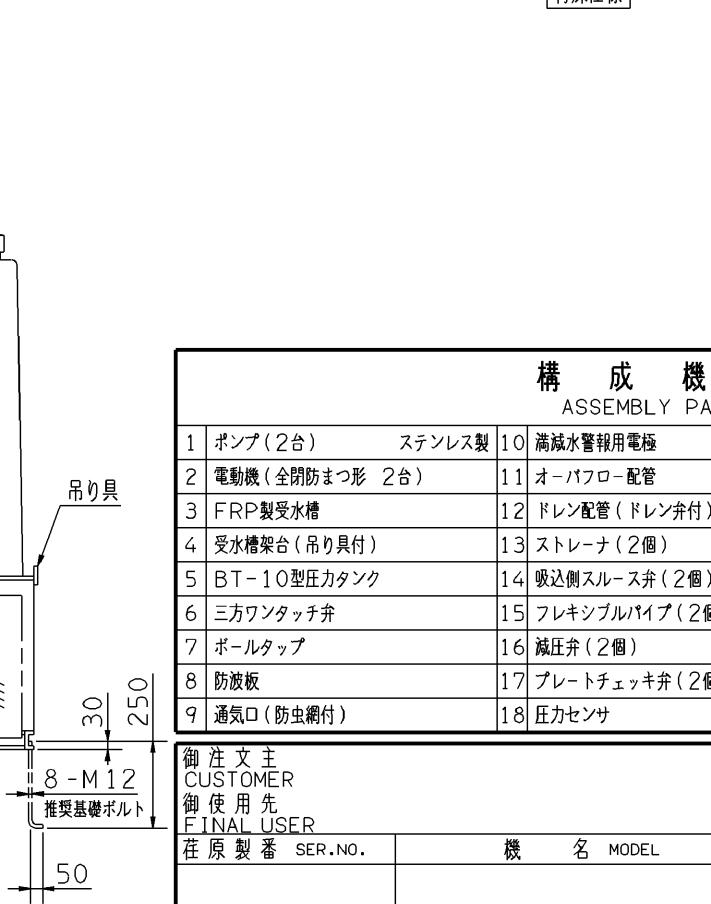 構 成 機
ASSEMBLY PA
1 ポンプ(2台) ステンレス製 10 満減水警報用電極
2 電動機(全閉防まつ形 2台) 11 オーバフロー配管
3 FRP製受水槽 12 ドレン配管(ドレン弁付)
4 受水槽架台(吊り具付) 13 ストレーナ(2個)
5 BT-10型圧力タンク 14 吸込側スルース弁(2個)
6 三方ワンタッチ弁 15 フレキシブルパイプ(2個
7 ボールタップ 16 減圧弁(2個)
8 防波板 17 プレートチェッキ弁(2個
9 通気口(防虫網付) 18 圧力センサ
吊り具
30
250
8-M12
推奨基礎ボルト
50
御注文主
CUSTOMER
御使用先
FINAL USER
荏原製番 SER.NO. 機 名 MODEL